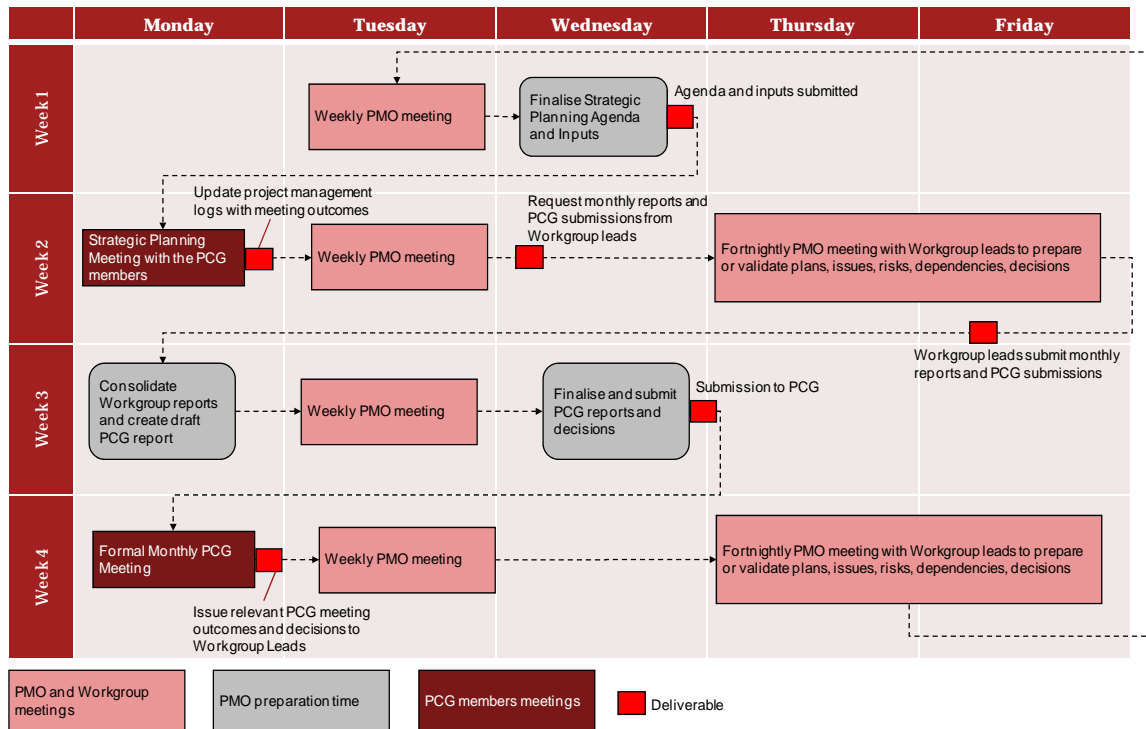 Monday
Tuesday
Wednesday
Thursday
Friday
Week 1
Weekly PMO meeting
Finalise Strategic
Planning Agenda
and Inputs
Agenda and inputs submitted
Week 2
Update project management
logs with meeting outcomes
Strategic Planning
Meeting with the PCG
members
Weekly PMO meeting
Request monthly reports and
PCG submissions from
Workgroup leads
Fortnightly PMO meeting with Workgroup leads to prepare
or validate plans, issues, risks, dependencies, decisions
Workgroup leads submit monthly
reports and PCG submissions
Week 3
Consolidate
Workgroup reports
and create draft
PCG report
Weekly PMO meeting
Finalise and submit
PCG reports and
decisions
Submission to PCG
Week 4
Formal Monthly PCG
Meeting
Issue relevant PCG meeting
outcomes and decisions to
Workgroup Leads
Weekly PMO meeting
Fortnightly PMO meeting with Workgroup leads to prepare
or validate plans, issues, risks, dependencies, decisions
PMO and Workgroup
meetings
PMO preparation time
PCG members meetings
Deliverable